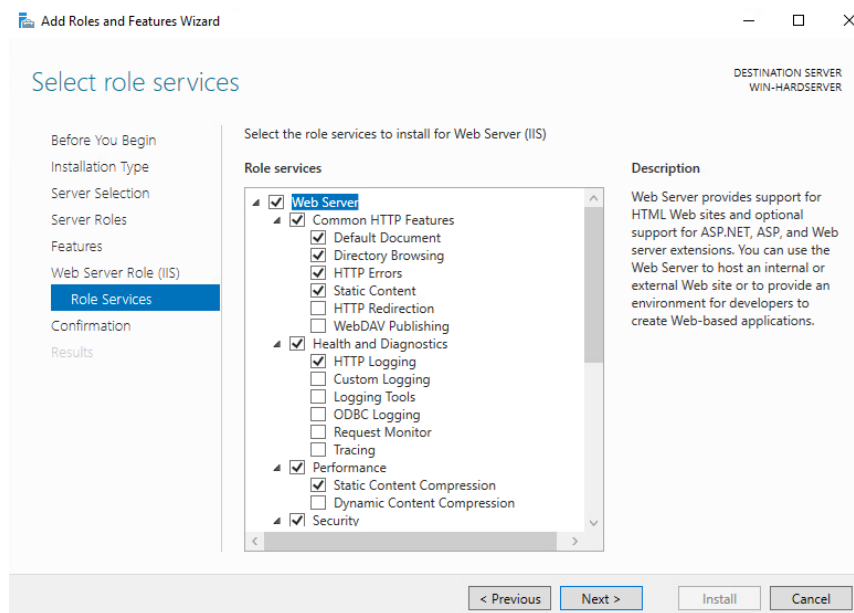 Add Roles and Features Wizard
Select role services
DESTINATION SERVER
WIN-HARDSERVER
Before You Begin
Installation Type
Server Selection
Server Roles
Features
Web Server Role (IIS)
Role Services
Confirmation
Results
Select the role services to install for Web Server (IIS)
Role services
Web Server
Common HTTP Features
Default Document
Directory Browsing
HTTP Errors
Static Content
HTTP Redirection
WebDAV Publishing
Health and Diagnostics
HTTP Logging
Custom Logging
Logging Tools
ODBC Logging
Request Monitor
Tracing
Performance
Static Content Compression
Dynamic Content Compression
Security
Description
Web Server provides support for
HTML Web sites and optional
support for ASP.NET, ASP, and Web
server extensions. You can use the
Web Server to host an internal or
external Web site or to provide an
environment for developers to
create Web-based applications.
< Previous
Next >
Install
Cancel